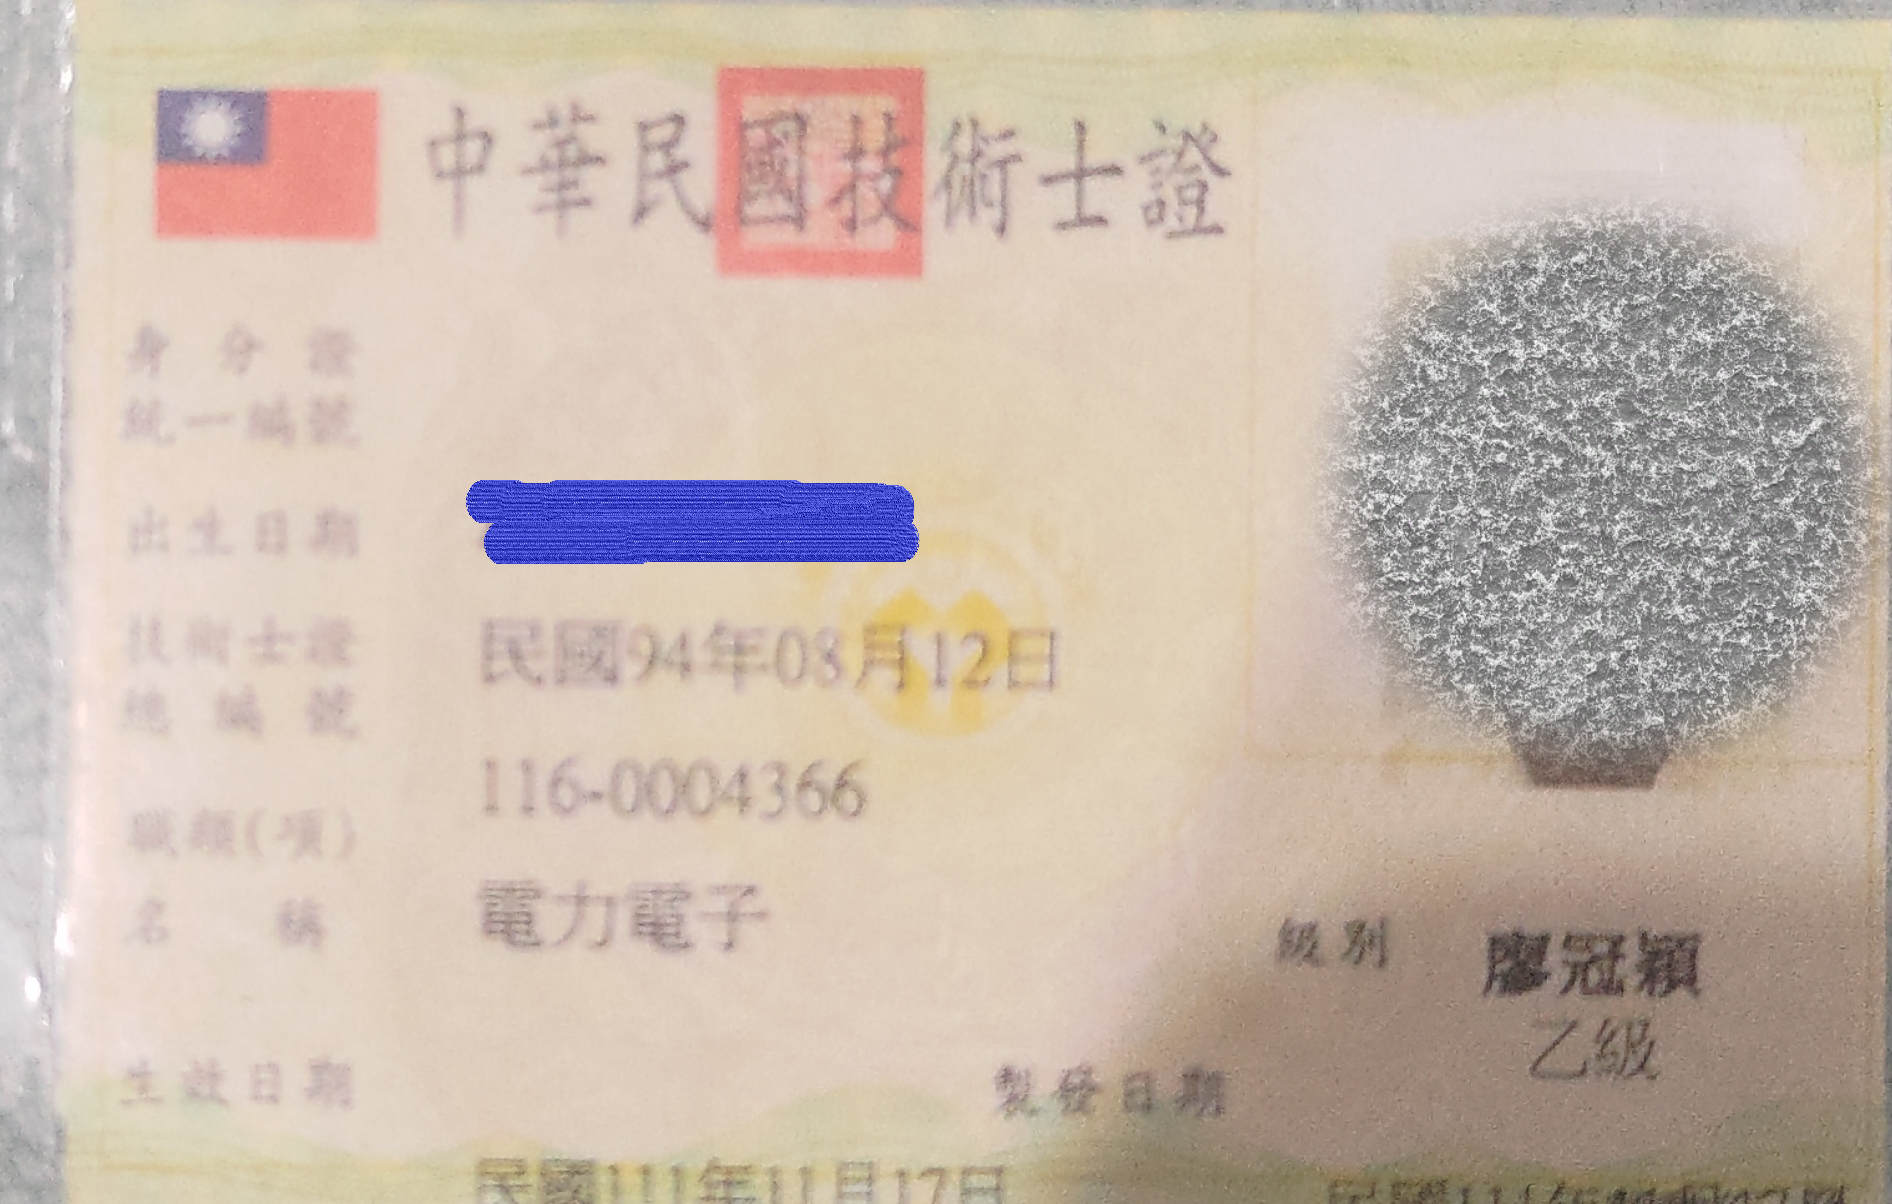 中華民國技術士證
身分證
統一編號
出生日期
技術士證
總編號
民國94年08月12日
116-0004366
職類(項)
名稱
電力電子
級別
廖冠穎
乙級
生效日期
製發日期
民國111年11月17日